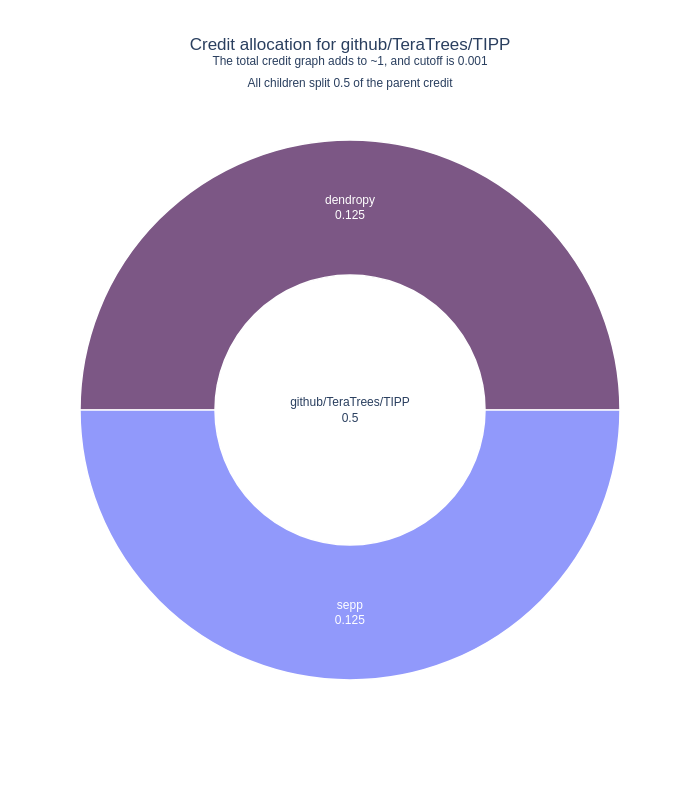 Credit allocation for github/TeraTrees/TIPP
The total credit graph adds to ~1, and cutoff is 0.001
All children split 0.5 of the parent credit
dendropy
0.125
github/TeraTrees/TIPP
0.5
sepp
0.125